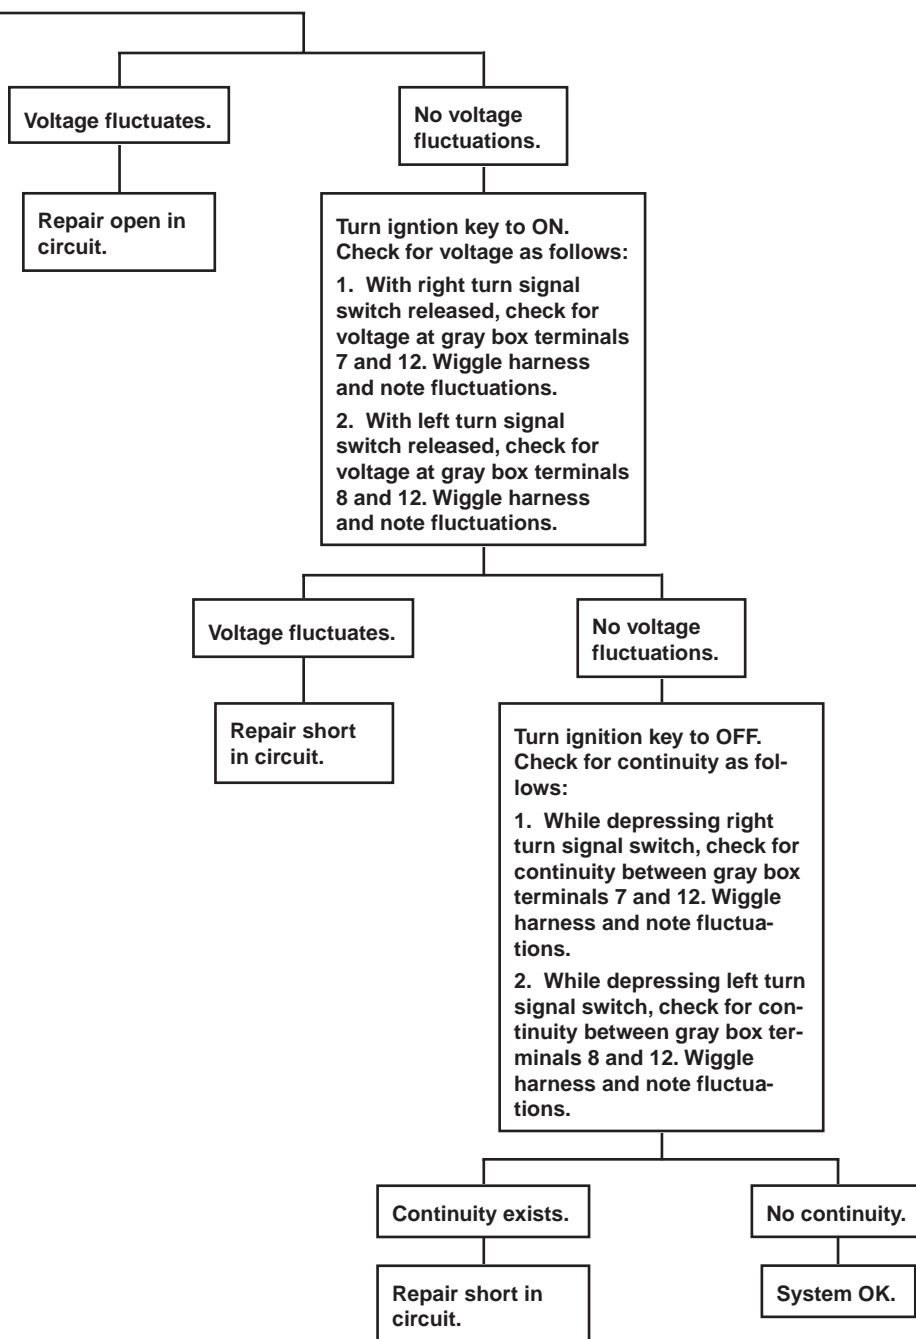 Voltage fluctuates.
No voltage
fluctuations.
Repair open in
circuit.
Turn igntion key to ON.
Check for voltage as follows:
1. With right turn signal
switch released, check for
voltage at gray box terminals
7 and 12. Wiggle harness
and note fluctuations.
2. With left turn signal
switch released, check for
voltage at gray box terminals
8 and 12. Wiggle harness
and note fluctuations.
Voltage fluctuates.
No voltage
fluctuations.
Repair short
in circuit.
Turn ignition key to OFF.
Check for continuity as fol-
lows:
1. While depressing right
turn signal switch, check for
continuity between gray box
terminals 7 and 12. Wiggle
harness and note fluctua-
tions.
2. While depressing left turn
signal switch, check for con-
tinuity between gray box ter-
minals 8 and 12. Wiggle
harness and note fluctua-
tions.
Continuity exists.
No continuity.
Repair short in
circuit.
System OK.